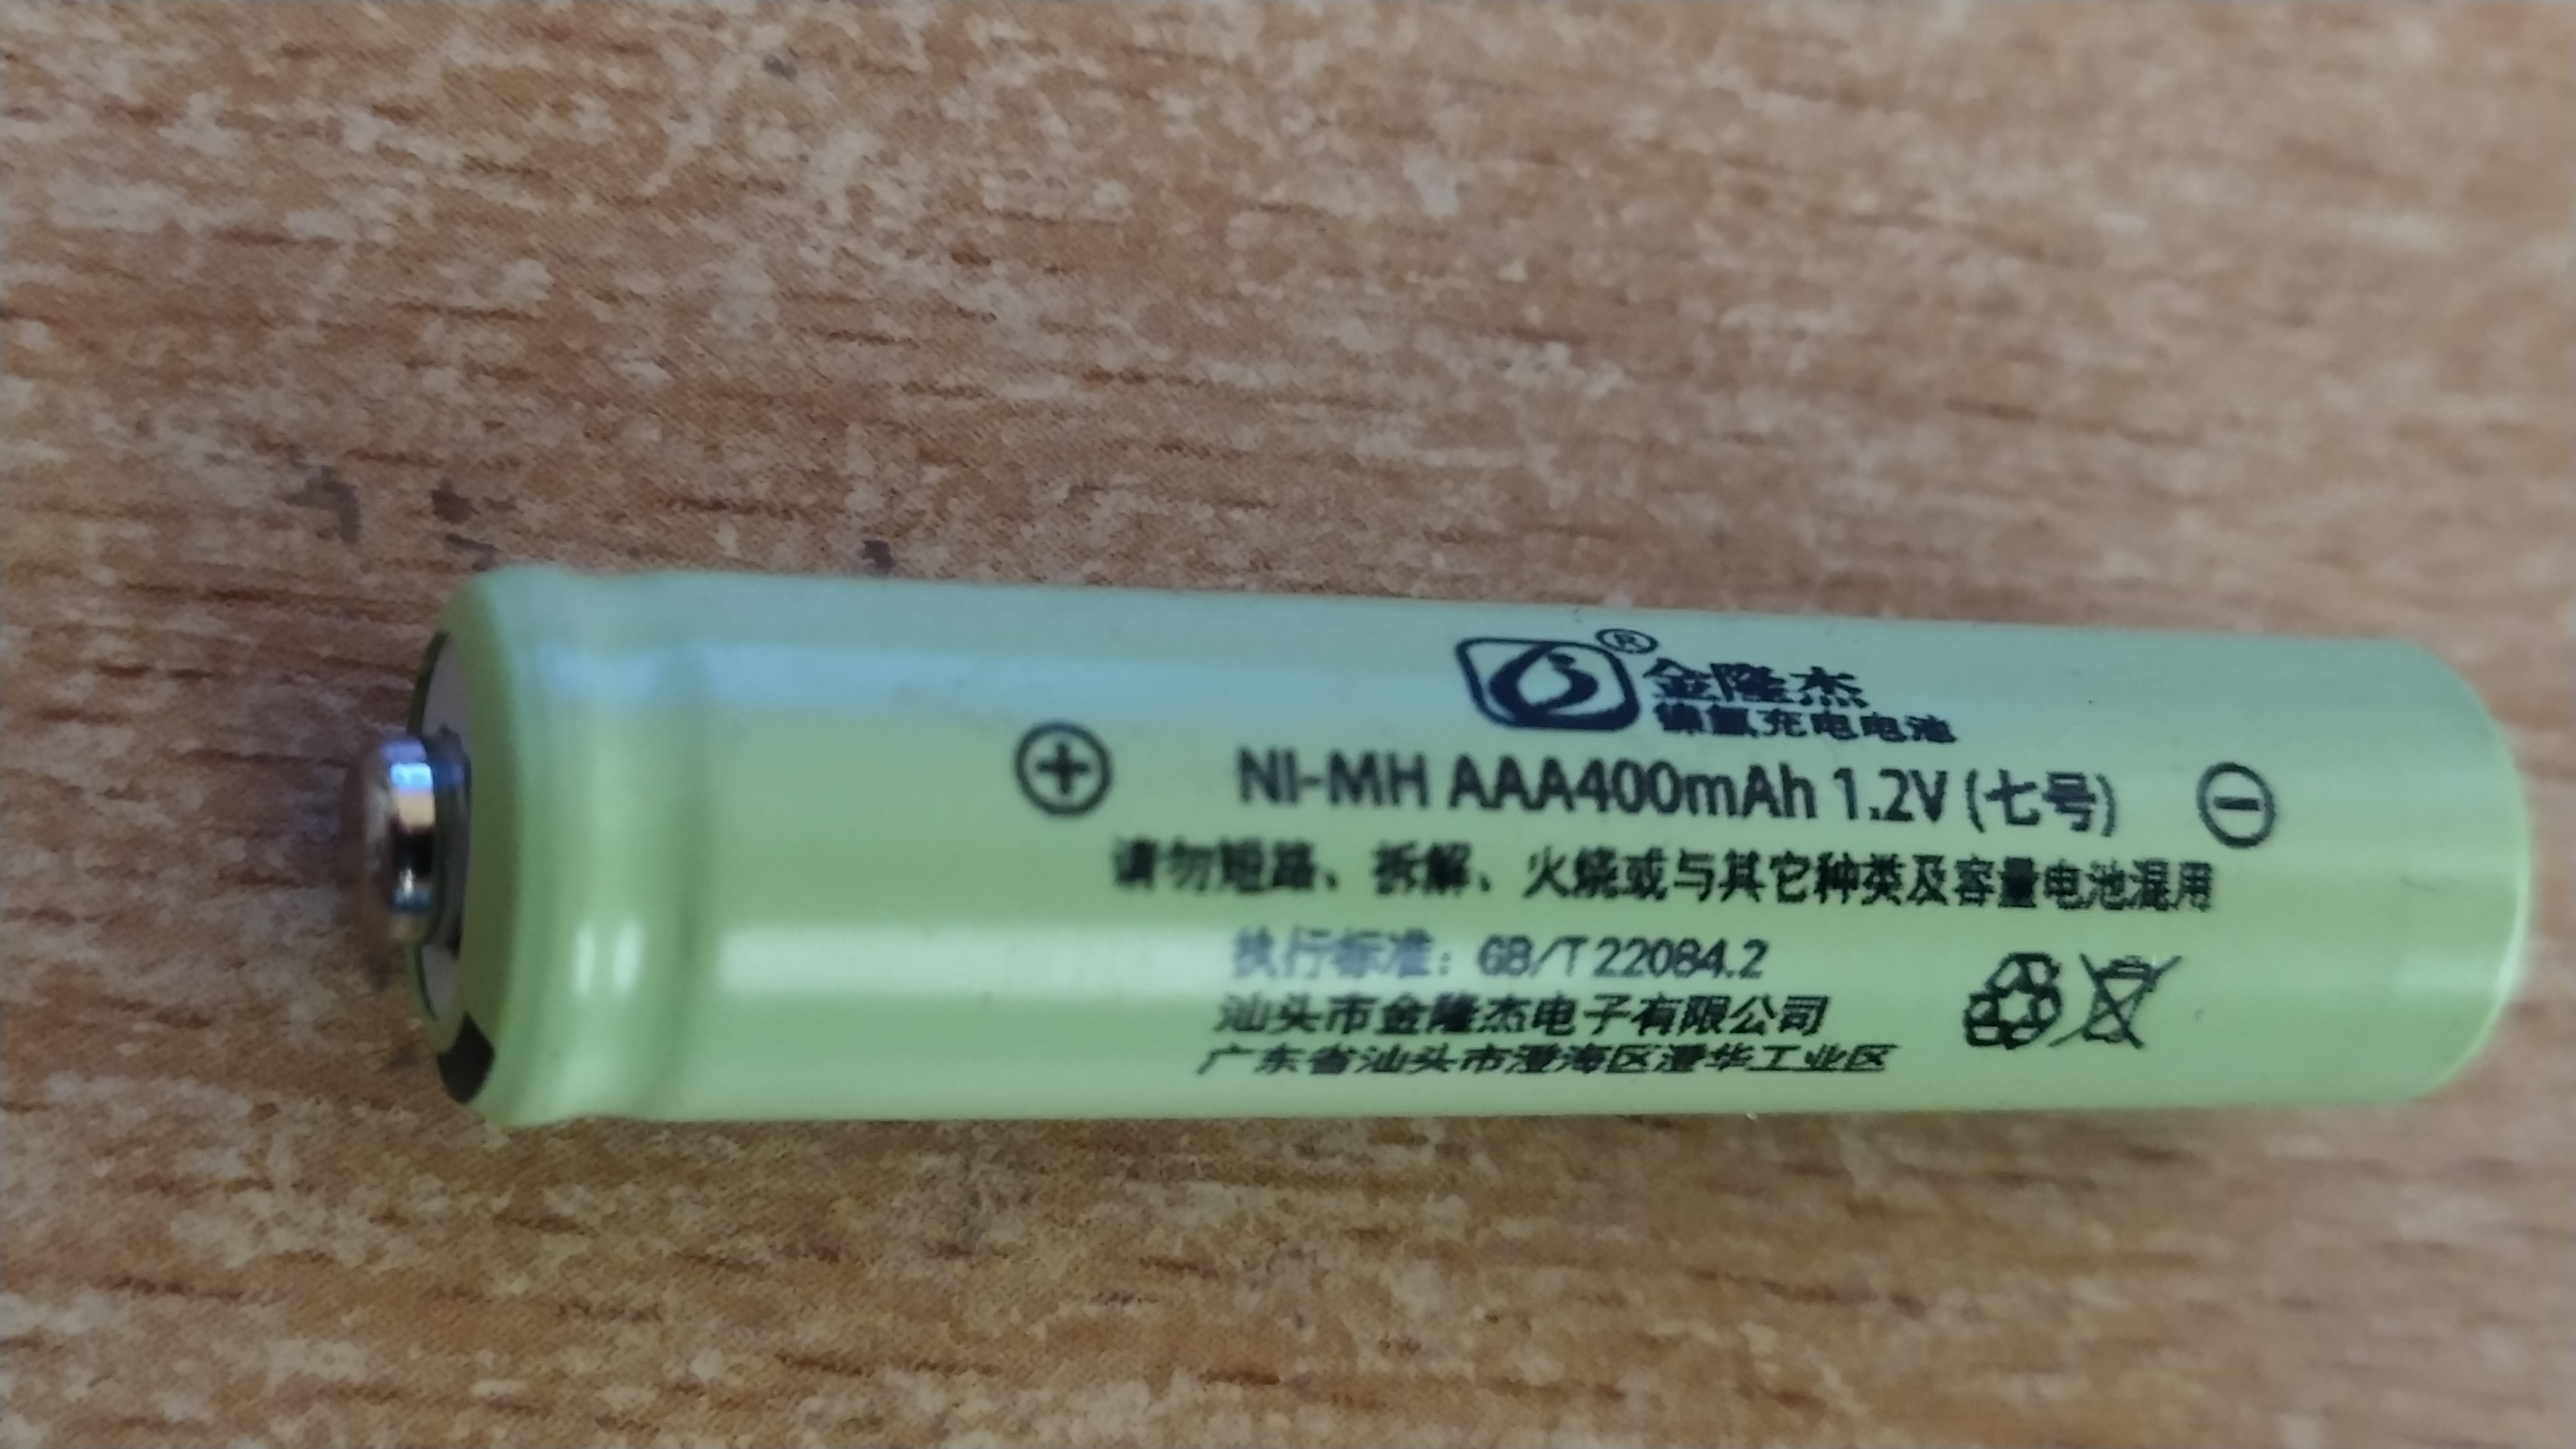 ®
金隆杰
镍氢充电电池
⊕ NI-MH AAA400mAh 1.2V (七号) ⊖
请勿短路、拆解、火烧或与其它种类及容量电池混用
执行标准: GB/T22084.2
汕头市金隆杰电子有限公司
广东省汕头市澄海区澄华工业区